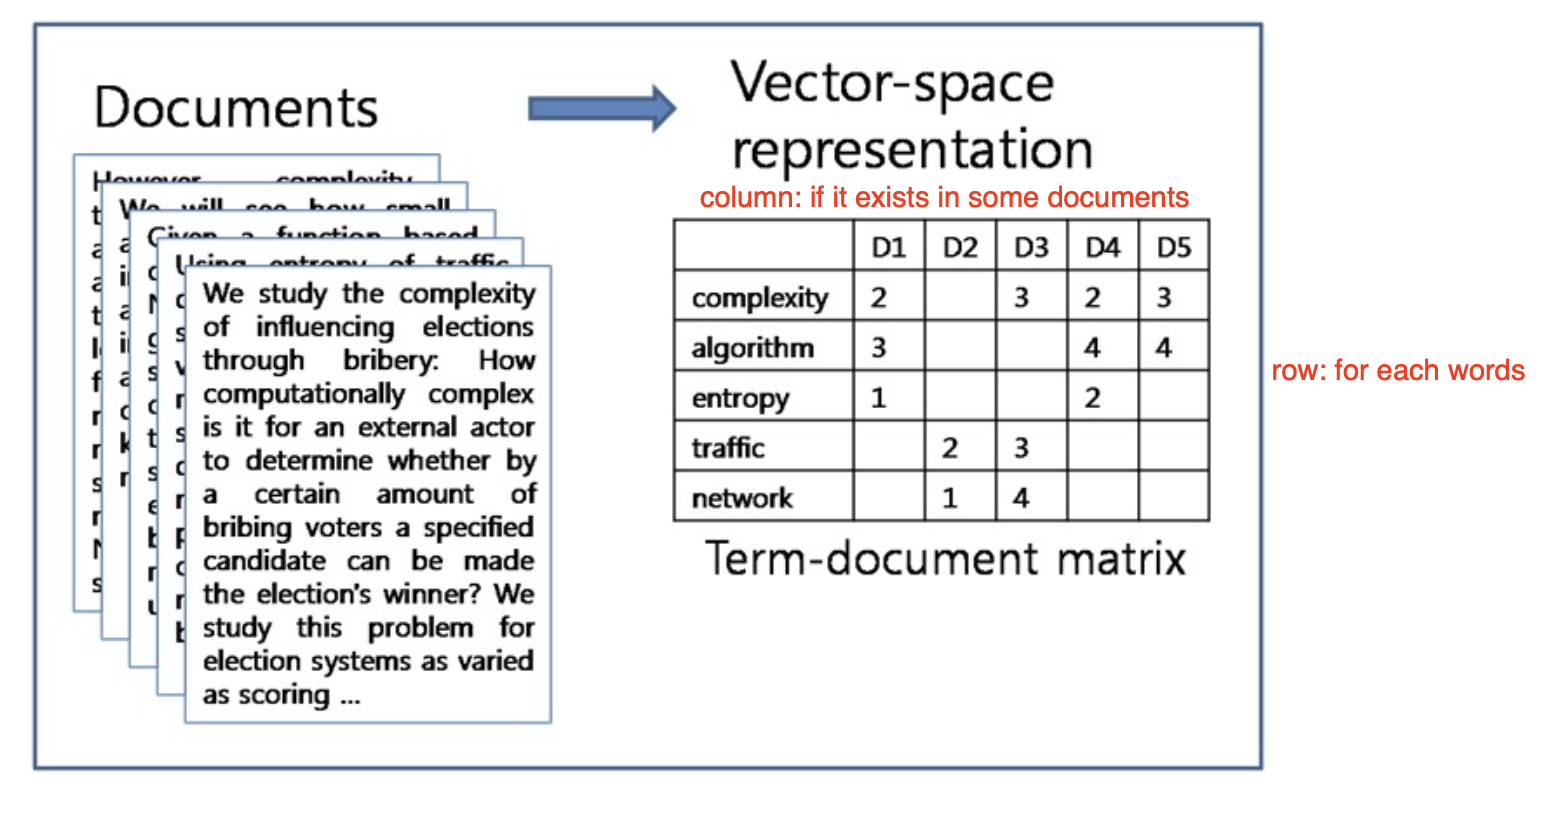 Documents
However, complexity
We will see how small
Given a function based
Using entropy of traffic
We study the complexity
of influencing elections
through bribery: How
computationally complex
is it for an external actor
to determine whether by
a certain amount of
bribing voters a specified
candidate can be made
the election's winner? We
study this problem for
election systems as varied
as scoring ...
Vector-space
representation
column: if it exists in some documents
D1 D2 D3 D4 D5
complexity 2 3 2 3
algorithm 3 4 4
entropy 1 2
traffic 2 3
network 1 4
Term-document matrix
row: for each words